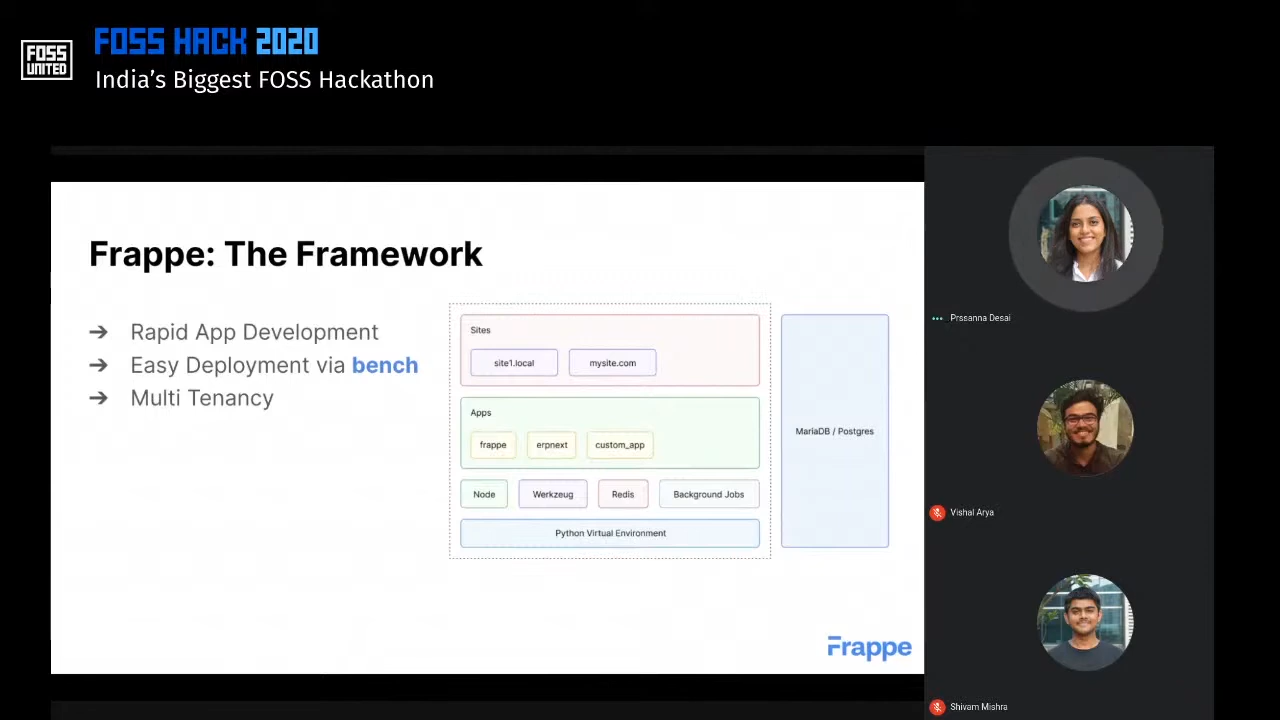 FOSS UNITED
FOSS HACK 2020
India's Biggest FOSS Hackathon
Frappe: The Framework
➔ Rapid App Development
➔ Easy Deployment via bench
➔ Multi Tenancy
Sites
site1.local mysite.com
Apps
frappe erpnext custom_app
Node Werkzeug Redis Background Jobs
Python Virtual Environment
MariaDB / Postgres
Frappe
Prssanna Desai
Vishal Arya
Shivam Mishra